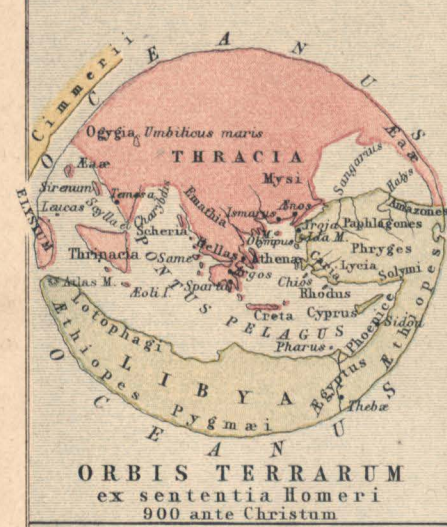 OCEANUS
Cimmerii
Ogygia Umbilicus maris
Ææa
Ææa
THRACIA
Mysi
Sangarius
Halys
Sirenum
Temesa
Charybdis
Emathia
Ismarus
Ænos
Amazones
ELYSIUM
Laucas
Scylla
Scheria
Olympus
Troja
Ida M.
Paphlagones
Hellas
Athenæ
Phryges
Thrinacia
Same
Argos
Caria
Lycia
Solymi
PONTUS PELAGUS
Atlas M.
Æoli I.
Sparta
Chios
Rhodus
Creta
Cyprus
Phoenice
Sidon
Lotophagi
Pharus
Æthiopes
LIBYA
Ægyptus
Æthiopes Pygmæi
Thebæ
OCEANUS
ORBIS TERRARUM
ex sententia Homeri
900 ante Christum